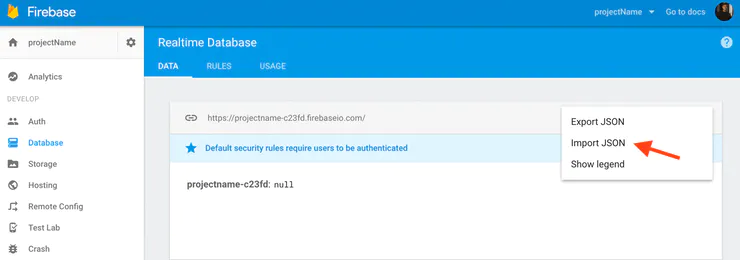 Firebase
projectName
Go to docs
projectName
Realtime Database
DATA
RULES
USAGE
Analytics
DEVELOP
Auth
Database
Storage
Hosting
Remote Config
Test Lab
Crash
https://projectname-c23fd.firebaseio.com/
Default security rules require users to be authenticated
projectname-c23fd: null
Export JSON
Import JSON
Show legend